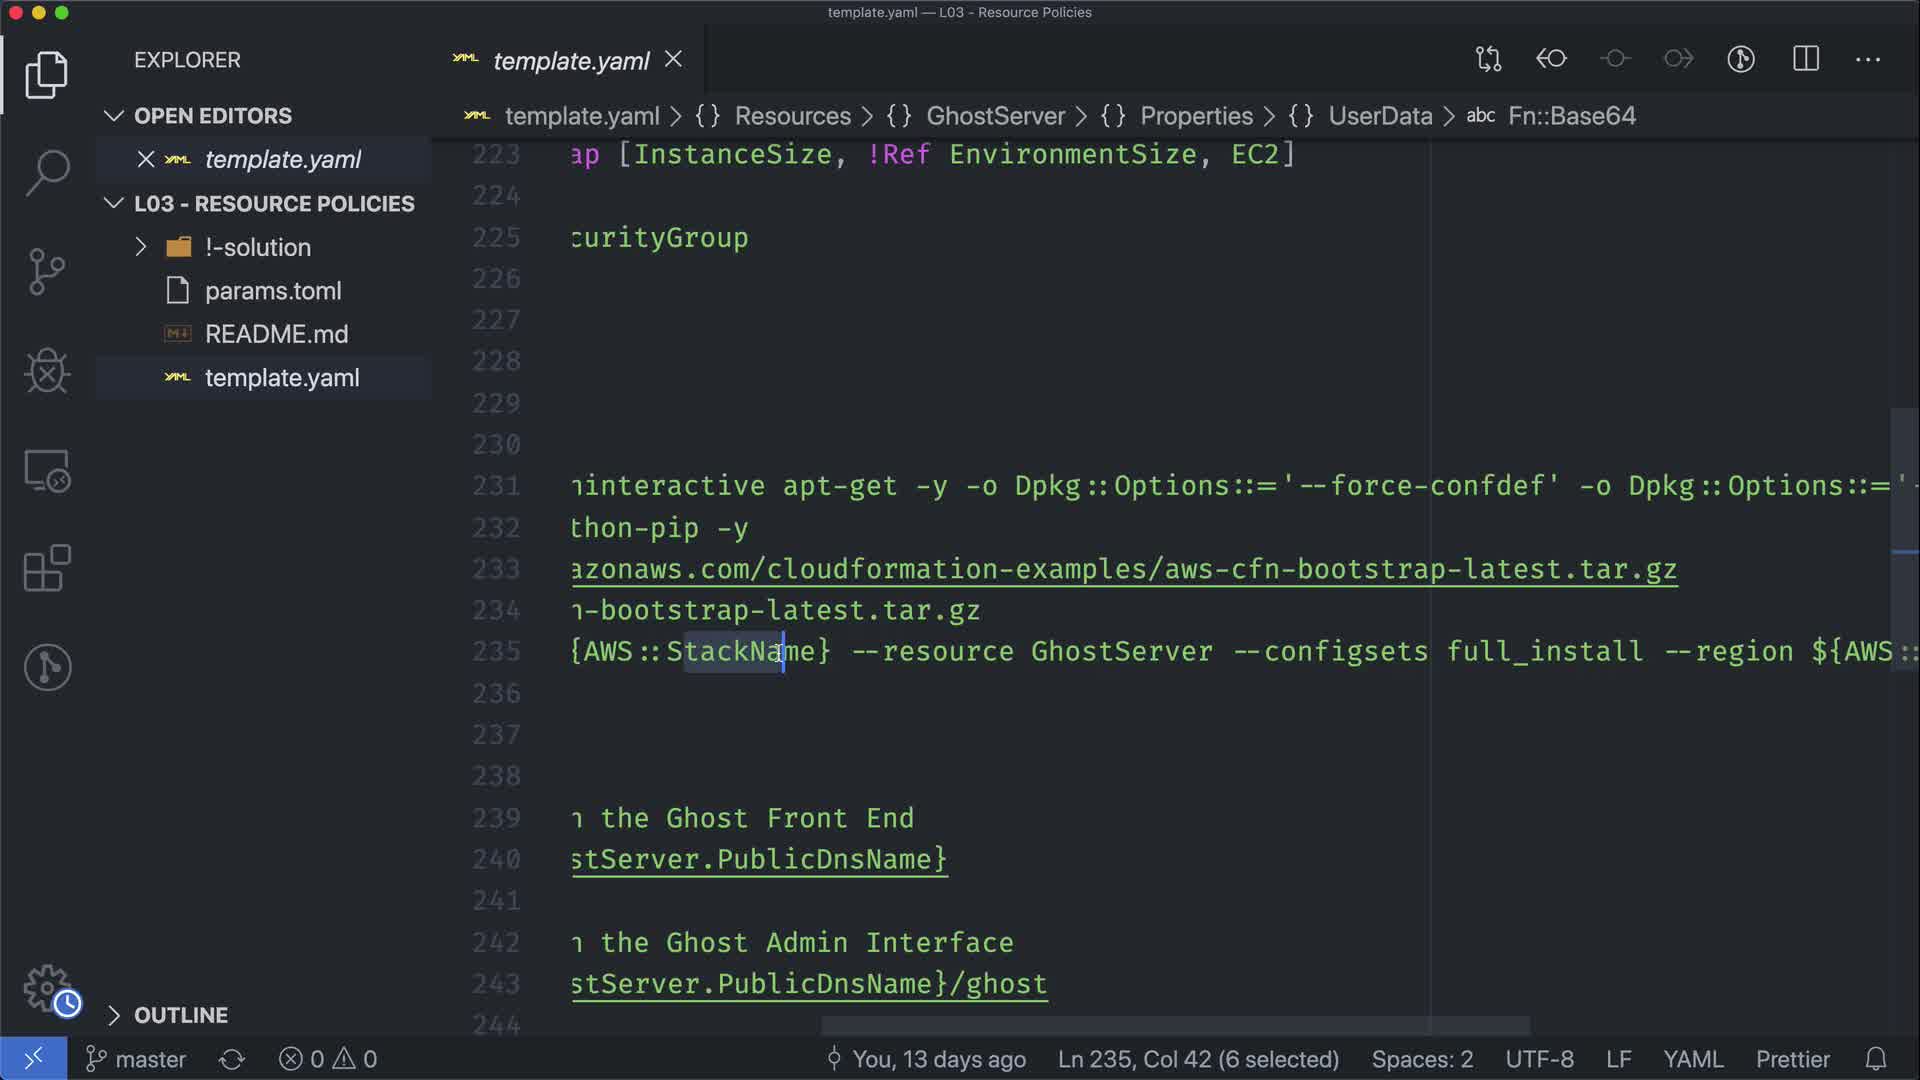 template.yaml — L03 - Resource Policies
EXPLORER
template.yaml
OPEN EDITORS
template.yaml > {} Resources > {} GhostServer > {} Properties > {} UserData > abc Fn::Base64
template.yaml
L03 - RESOURCE POLICIES
!-solution
params.toml
README.md
template.yaml
223 ap [InstanceSize, !Ref EnvironmentSize, EC2]
224
225 curityGroup
226
227
228
229
230
231 ninteractive apt-get -y -o Dpkg::Options::='--force-confdef' -o Dpkg::Options::='-
232 thon-pip -y
233 azonaws.com/cloudformation-examples/aws-cfn-bootstrap-latest.tar.gz
234 n-bootstrap-latest.tar.gz
235 {AWS::StackName} --resource GhostServer --configsets full_install --region ${AWS::
236
237
238
239 n the Ghost Front End
240 stServer.PublicDnsName}
241
242 n the Ghost Admin Interface
243 stServer.PublicDnsName}/ghost
244
OUTLINE
master 0 0 You, 13 days ago Ln 235, Col 42 (6 selected) Spaces: 2 UTF-8 LF YAML Prettier